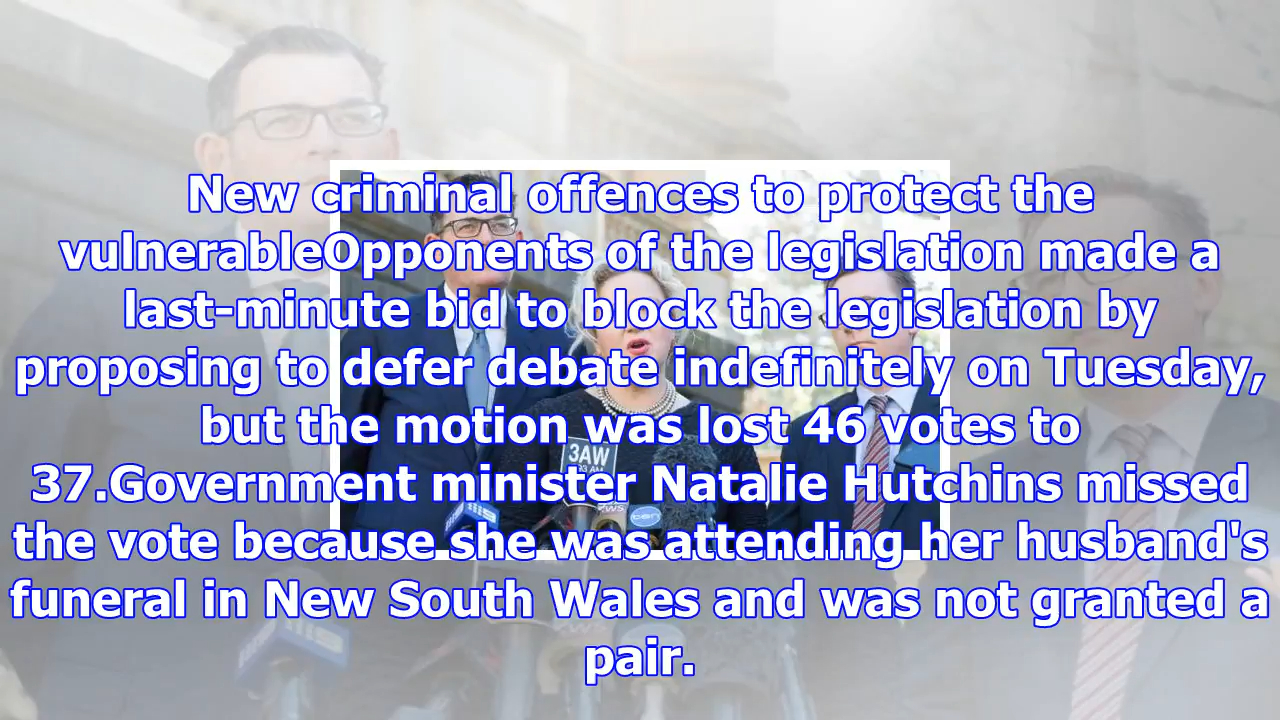 New criminal offences to protect the
vulnerableOpponents of the legislation made a
last-minute bid to block the legislation by
proposing to defer debate indefinitely on Tuesday,
but the motion was lost 46 votes to
37.Government minister Natalie Hutchins missed
the vote because she was attending her husband's
funeral in New South Wales and was not granted a
pair.
3AW
ten